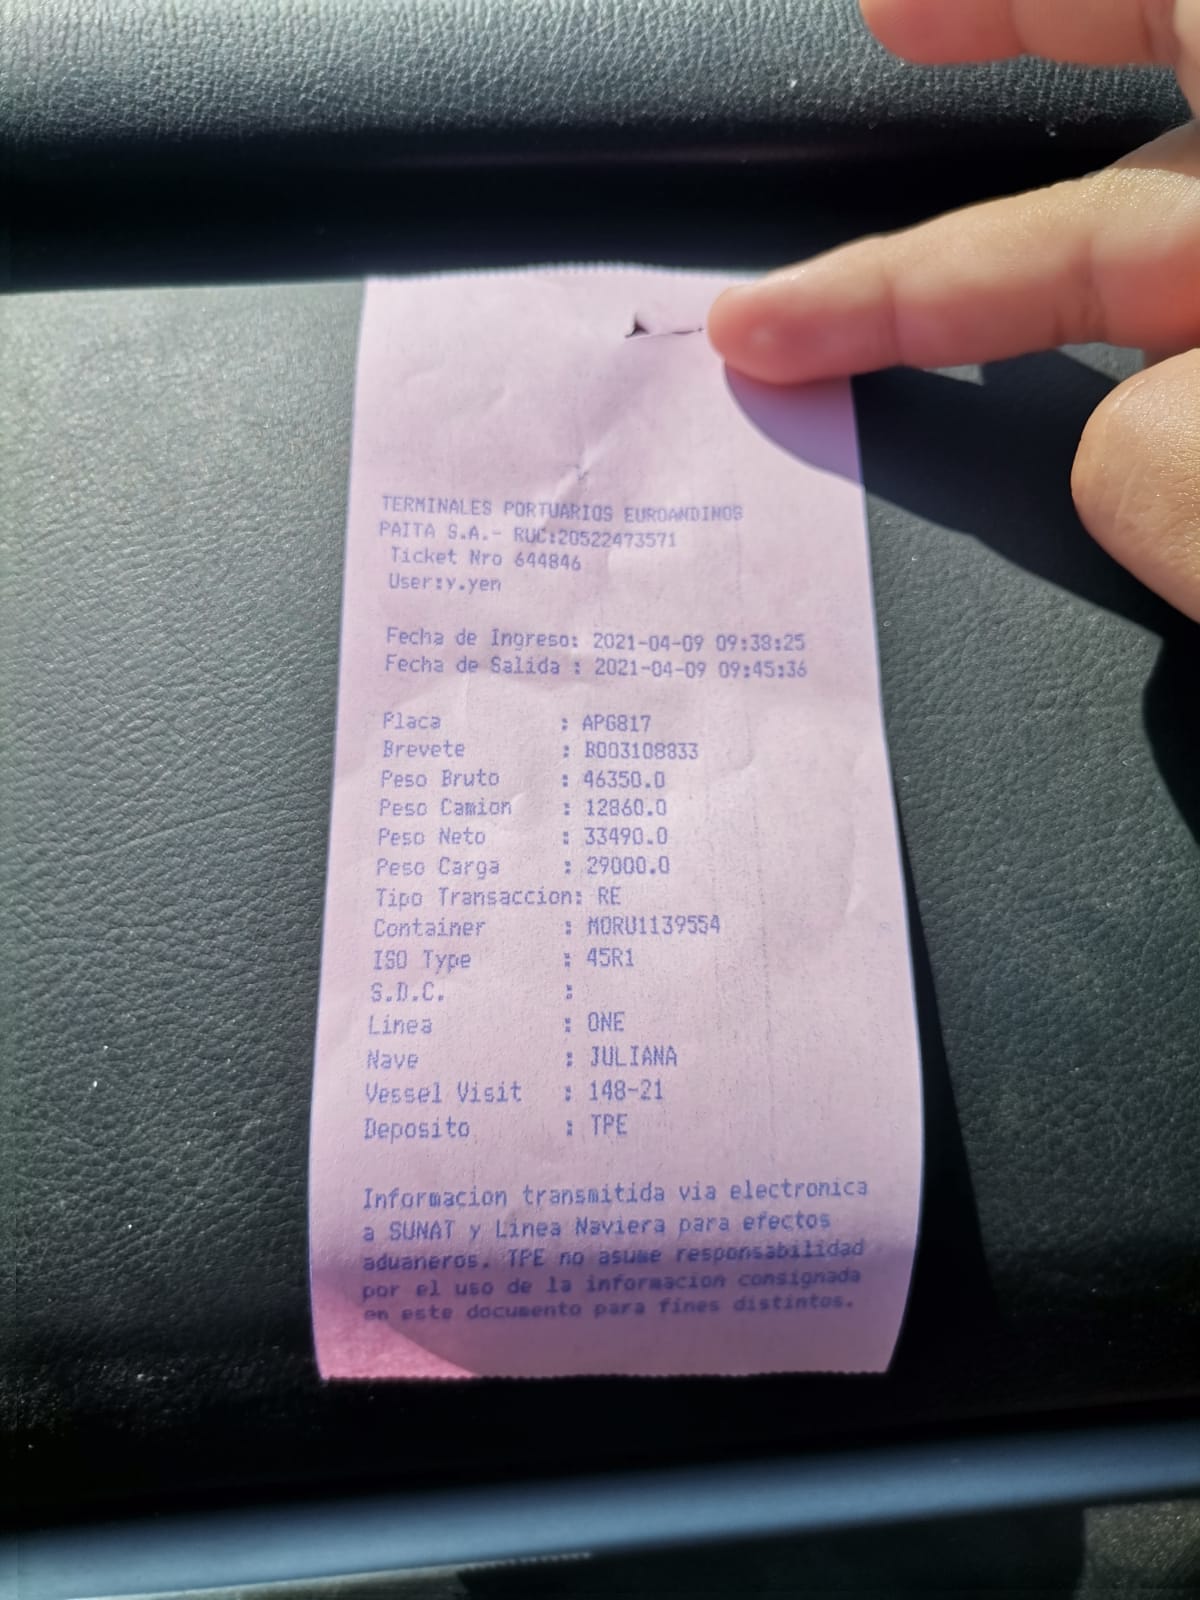 TERMINALES PORTUARIOS EUROANDINOS
PAITA S.A.- RUC:20522473571
Ticket Nro 644846
User:y.yen
Fecha de Ingreso: 2021-04-09 09:38:25
Fecha de Salida : 2021-04-09 09:45:36
Placa : APG817
Brevete : B003108833
Peso Bruto : 46350.0
Peso Camion : 12860.0
Peso Neto : 33490.0
Peso Carga : 29000.0
Tipo Transaccion: RE
Container : MORU1139554
ISO Type : 45R1
S.D.C. :
Linea : ONE
Nave : JULIANA
Vessel Visit : 148-21
Deposito : TPE
Informacion transmitida via electronica
a SUNAT y Linea Naviera para efectos
aduaneros. TPE no asume responsabilidad
por el uso de la informacion consignada
en este documento para fines distintos.